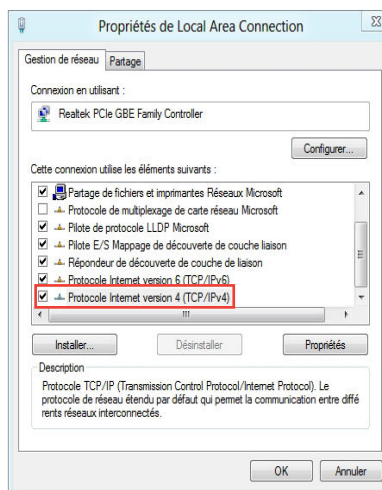 Propriétés de Local Area Connection
Gestion de réseau Partage
Connexion en utilisant :
Realtek PCIe GBE Family Controller
Configurer...
Cette connexion utilise les éléments suivants :
Partage de fichiers et imprimantes Réseaux Microsoft
Protocole de multiplexage de carte réseau Microsoft
Pilote de protocole LLDP Microsoft
Pilote E/S Mappage de découverte de couche liaison
Répondeur de découverte de couche de liaison
Protocole Internet version 6 (TCP/IPv6)
Protocole Internet version 4 (TCP/IPv4)
Installer... Désinstaller Propriétés
Description
Protocole TCP/IP (Transmission Control Protocol/Internet Protocol). Le
protocole de réseau étendu par défaut qui permet la communication entre diffé
rents réseaux interconnectés.
OK Annuler